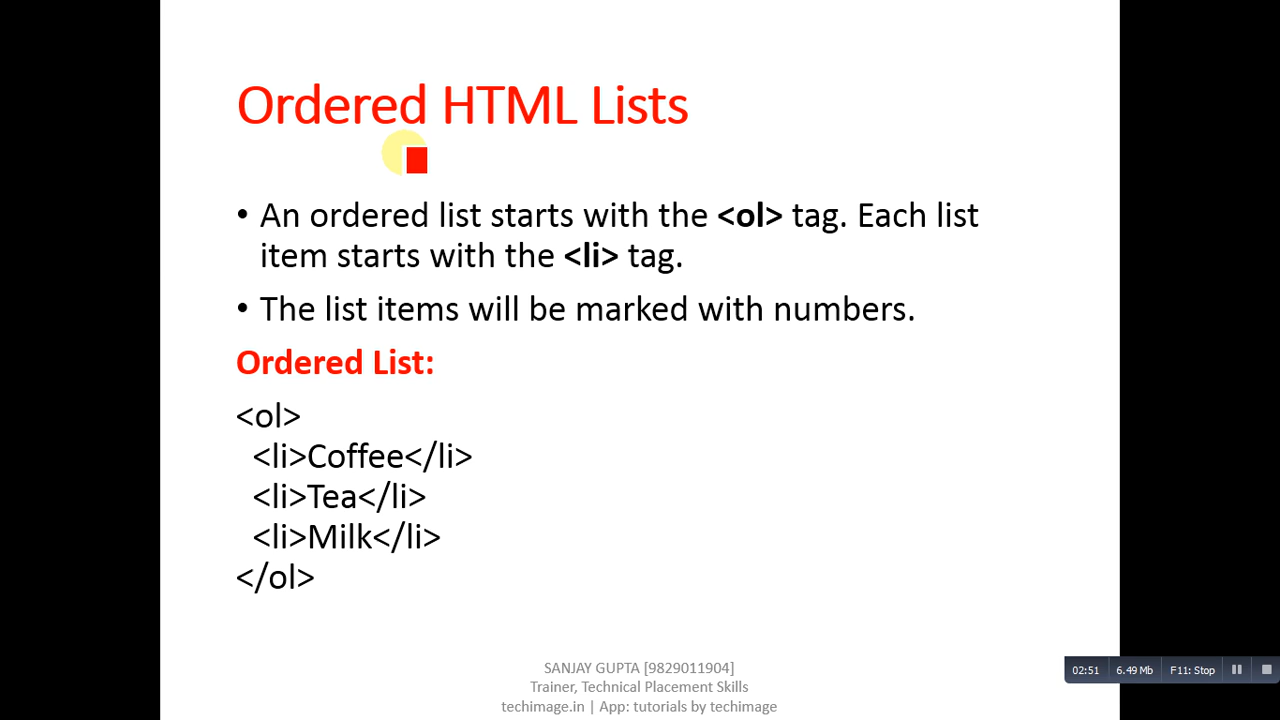 Ordered HTML Lists
• An ordered list starts with the <ol> tag. Each list
item starts with the <li> tag.
• The list items will be marked with numbers.
Ordered List:
<ol>
<li>Coffee</li>
<li>Tea</li>
<li>Milk</li>
</ol>
SANJAY GUPTA [9829011904]
Trainer, Technical Placement Skills
techimage.in | App: tutorials by techimage
02:51 6.49 Mb F11: Stop